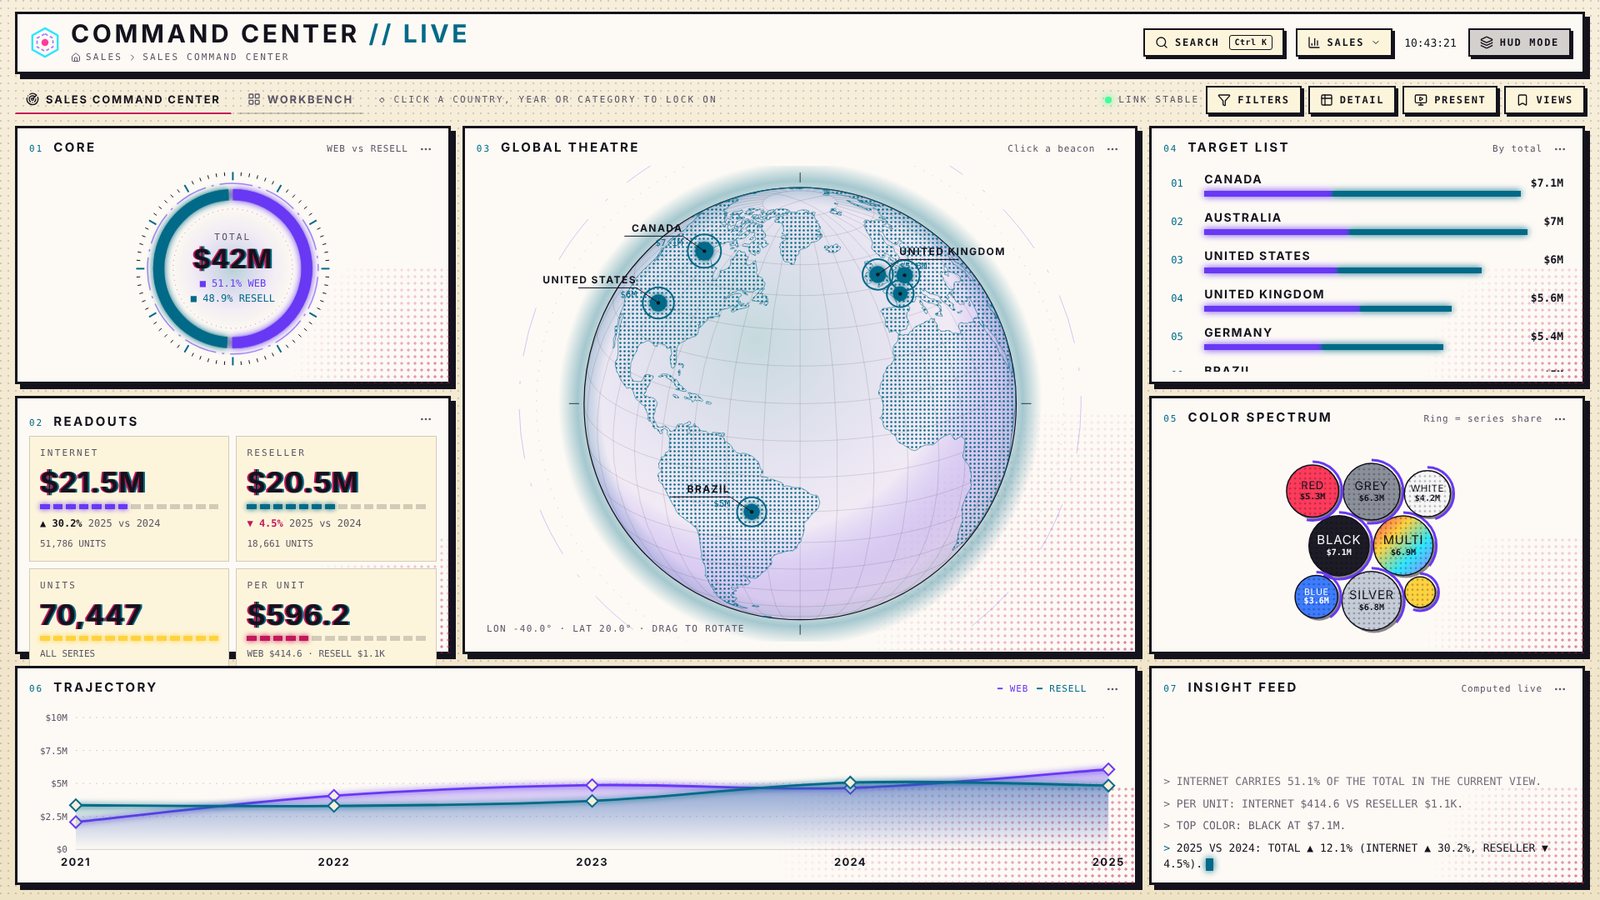 COMMAND CENTER // LIVE
SALES > SALES COMMAND CENTER
SEARCH Ctrl K
SALES
10:43:21
HUD MODE
SALES COMMAND CENTER
WORKBENCH
CLICK A COUNTRY, YEAR OR CATEGORY TO LOCK ON
LINK STABLE
FILTERS
DETAIL
PRESENT
VIEWS
01 CORE
WEB vs RESELL
TOTAL
$42M
51.1% WEB
48.9% RESELL
02 READOUTS
INTERNET
$21.5M
▲ 30.2% 2025 vs 2024
51,786 UNITS
RESELLER
$20.5M
▼ 4.5% 2025 vs 2024
18,661 UNITS
UNITS
70,447
ALL SERIES
PER UNIT
$596.2
WEB $414.6 · RESELL $1.1K
03 GLOBAL THEATRE
Click a beacon
CANADA
$7.1M
UNITED STATES
$6M
UNITED KINGDOM
BRAZIL
LON -40.0° · LAT 20.0° · DRAG TO ROTATE
04 TARGET LIST
By total
01 CANADA $7.1M
02 AUSTRALIA $7M
03 UNITED STATES $6M
04 UNITED KINGDOM $5.6M
05 GERMANY $5.4M
05 COLOR SPECTRUM
Ring = series share
RED
$5.3M
GREY
$6.3M
WHITE
$4.2M
BLACK
$7.1M
MULTI
$6.9M
BLUE
$3.6M
SILVER
$6.8M
06 TRAJECTORY
WEB
RESELL
$10M
$7.5M
$5M
$2.5M
$0
2021
2022
2023
2024
2025
07 INSIGHT FEED
Computed live
> INTERNET CARRIES 51.1% OF THE TOTAL IN THE CURRENT VIEW.
> PER UNIT: INTERNET $414.6 VS RESELLER $1.1K.
> TOP COLOR: BLACK AT $7.1M.
> 2025 VS 2024: TOTAL ▲ 12.1% (INTERNET ▲ 30.2%, RESELLER ▼
4.5%).